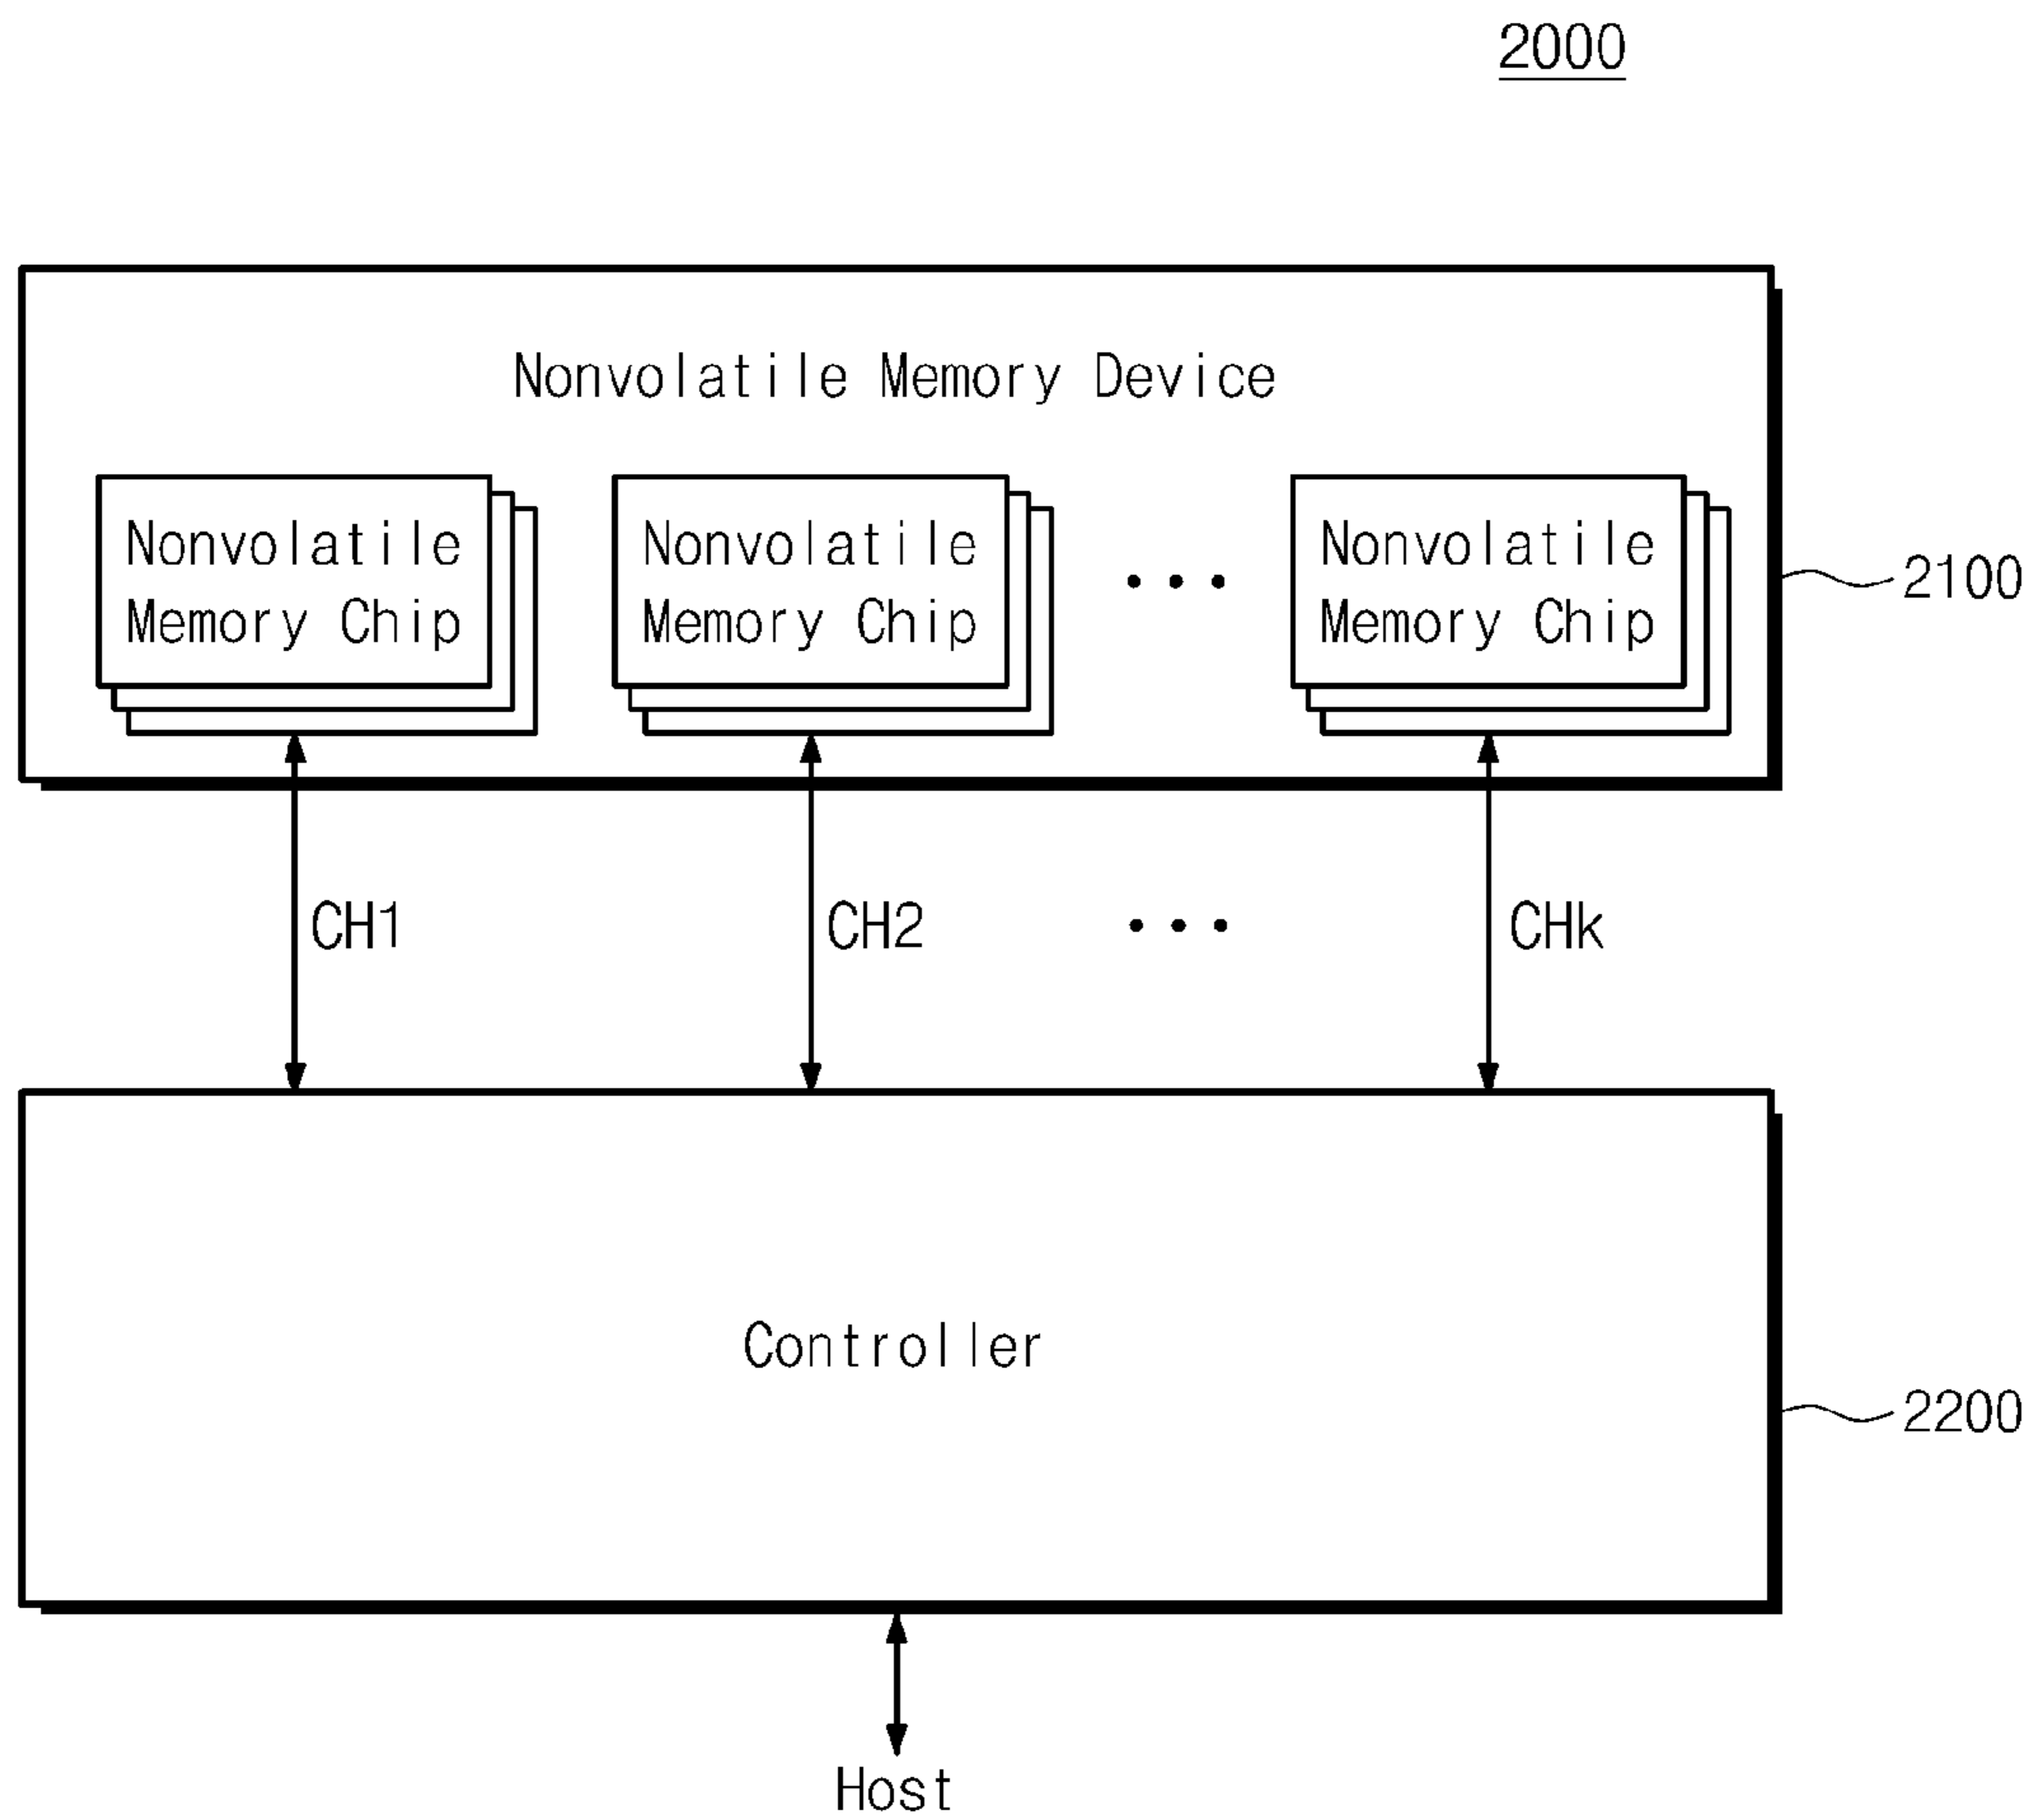 2000
Nonvolatile Memory Device
Nonvolatile
Memory Chip
Nonvolatile
Memory Chip
...
Nonvolatile
Memory Chip
2100
CH1
CH2
...
CHk
Controller
2200
Host